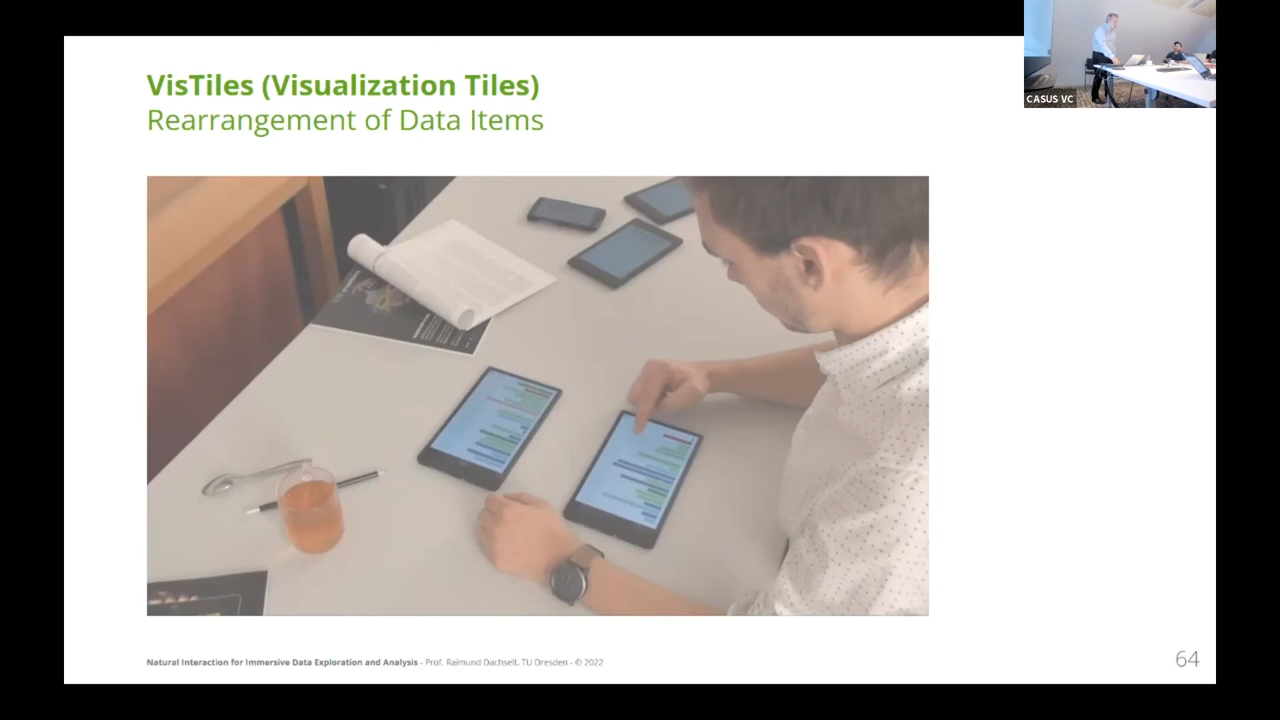 VisTiles (Visualization Tiles)
Rearrangement of Data Items
CASUS VC
Natural Interaction for Immersive Data Exploration and Analysis - Prof. Raimund Dachselt, TU Dresden - © 2022
64